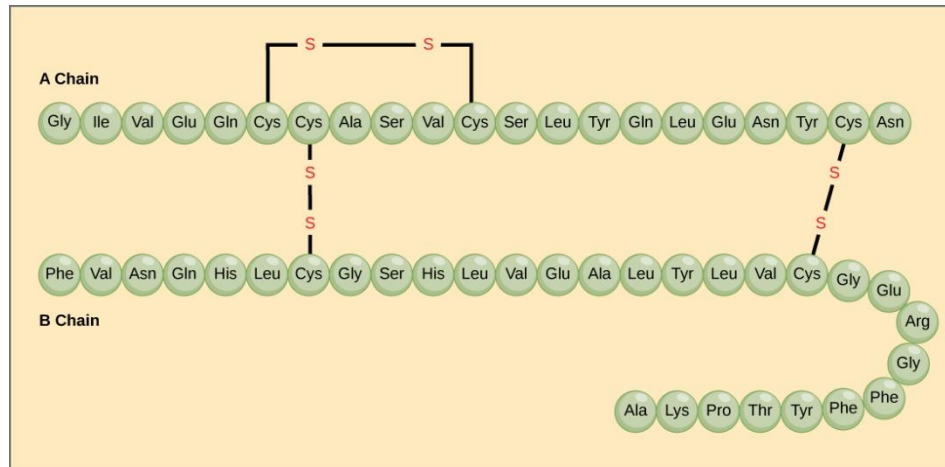 S S
A Chain
Gly Ile Val Glu Gln Cys Cys Ala Ser Val Cys Ser Leu Tyr Gln Leu Glu Asn Tyr Cys Asn
S S
S S
Phe Val Asn Gln His Leu Cys Gly Ser His Leu Val Glu Ala Leu Tyr Leu Val Cys Gly Glu
B Chain Arg
Gly
Ala Lys Pro Thr Tyr Phe Phe